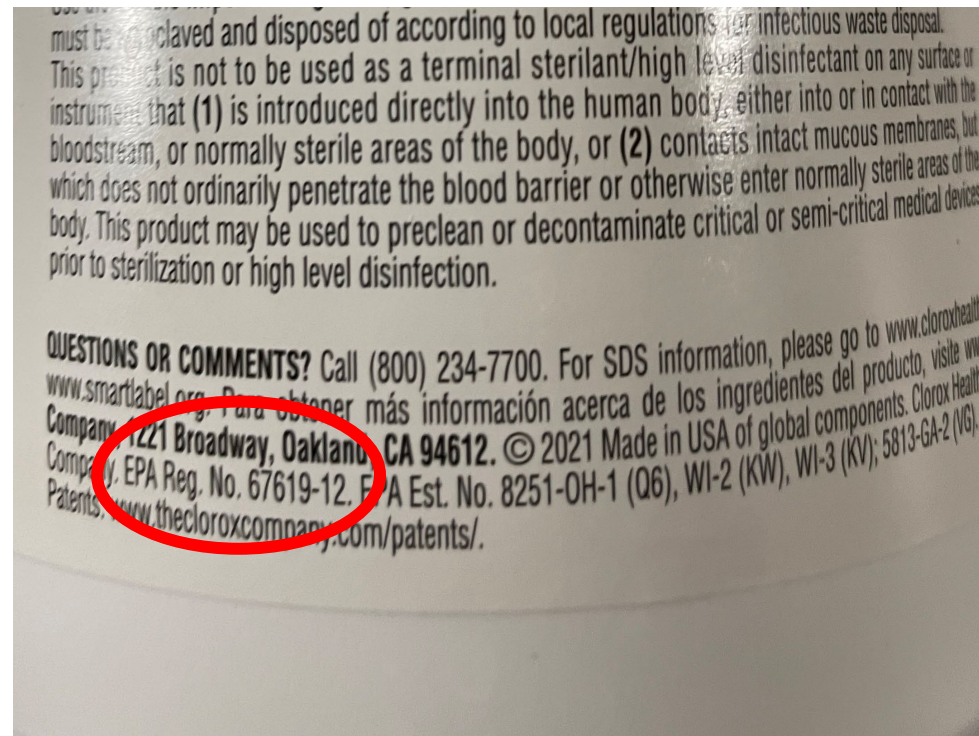 must be claved and disposed of according to local regulations for infectious waste disposal.
This is not to be used as a terminal sterilant/high level disinfectant on any surface or
instrument that (1) is introduced directly into the human body, either into or in contact with the
bloodstream, or normally sterile areas of the body, or (2) contacts intact mucous membranes, but
which does not ordinarily penetrate the blood barrier or otherwise enter normally sterile areas of the
body. This product may be used to preclean or decontaminate critical or semi-critical medical devices
prior to sterilization or high level disinfection.
QUESTIONS OR COMMENTS? Call (800) 234-7700. For SDS information, please go to www.cloroxhealt
www.smartlabel.org. Para obtener más información acerca de los ingredientes del producto, visite ww
Company, 1221 Broadway, Oakland, CA 94612. © 2021 Made in USA of global components. Clorox Health
Company. EPA Reg. No. 67619-12. EPA Est. No. 8251-OH-1 (Q6), WI-2 (KW), WI-3 (KV); 5813-GA-2 (VG).
Patents: www.thecloroxcompany.com/patents/.